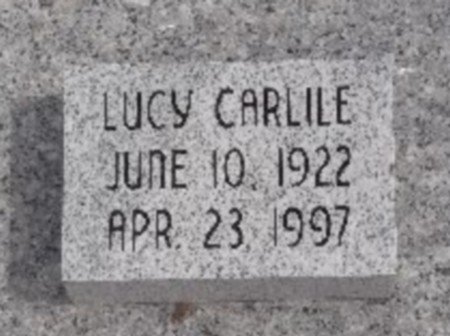 LUCY CARLILE
JUNE 10, 1922
APR. 23, 1997